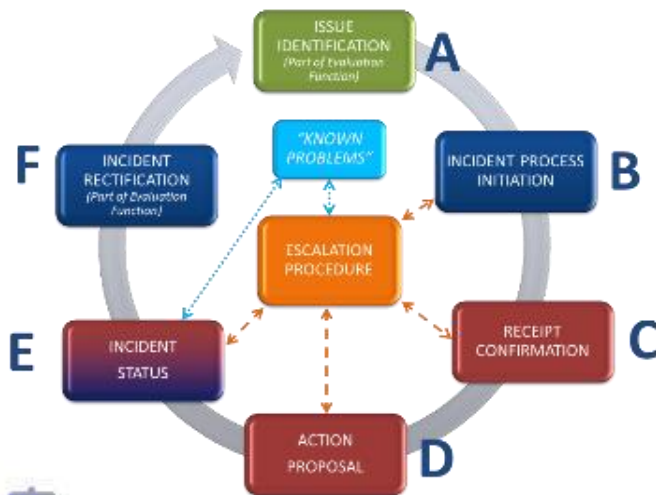 ISSUE
IDENTIFICATION
(Part of Evaluation
Function)
A
"KNOWN
PROBLEMS"
F
INCIDENT
RECTIFICATION
(Part of Evaluation
Function)
INCIDENT PROCESS
INITIATION
B
ESCALATION
PROCEDURE
E
INCIDENT
STATUS
RECEIPT
CONFIRMATION
C
ACTION
PROPOSAL
D